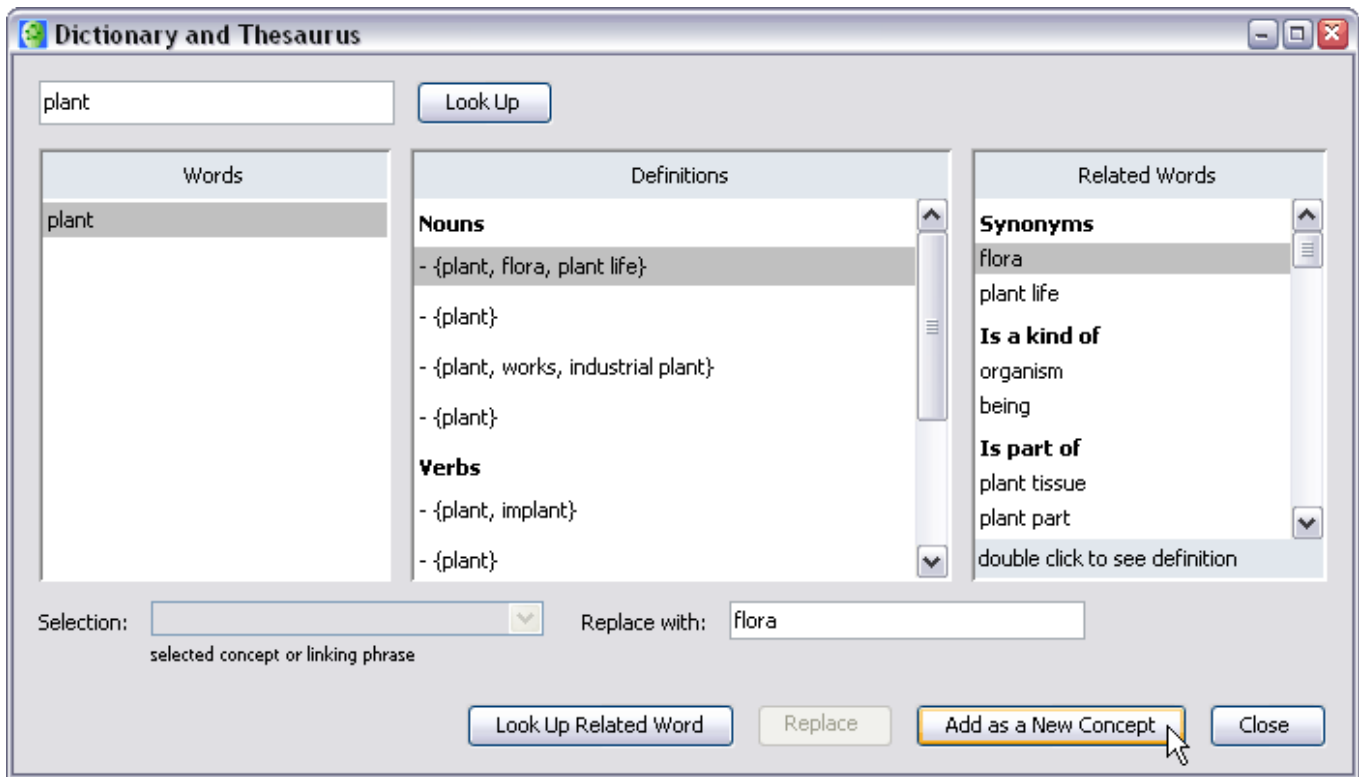 Dictionary and Thesaurus
plant
Look Up
Words
plant
Definitions
Nouns
- {plant, flora, plant life}
- {plant}
- {plant, works, industrial plant}
- {plant}
Verbs
- {plant, implant}
- {plant}
Related Words
Synonyms
flora
plant life
Is a kind of
organism
being
Is part of
plant tissue
plant part
double click to see definition
Selection:
selected concept or linking phrase
Replace with:
flora
Look Up Related Word
Replace
Add as a New Concept
Close